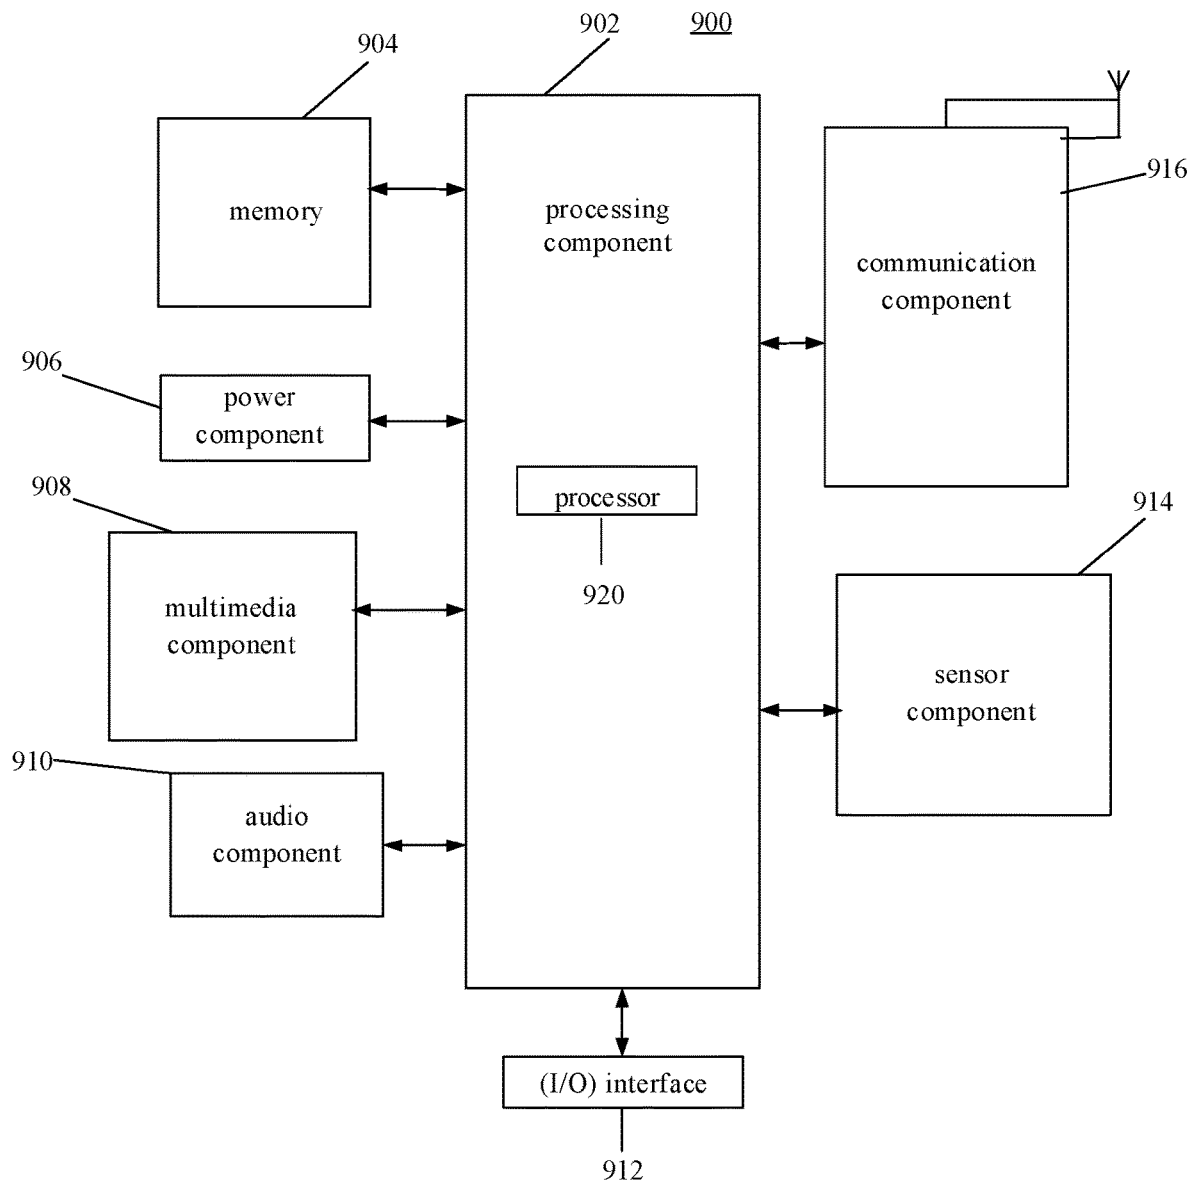 902
900
904
memory
processing
component
916
communication
component
906
power
component
908
processor
914
920
multimedia
component
sensor
component
910
audio
component
(I/O) interface
912